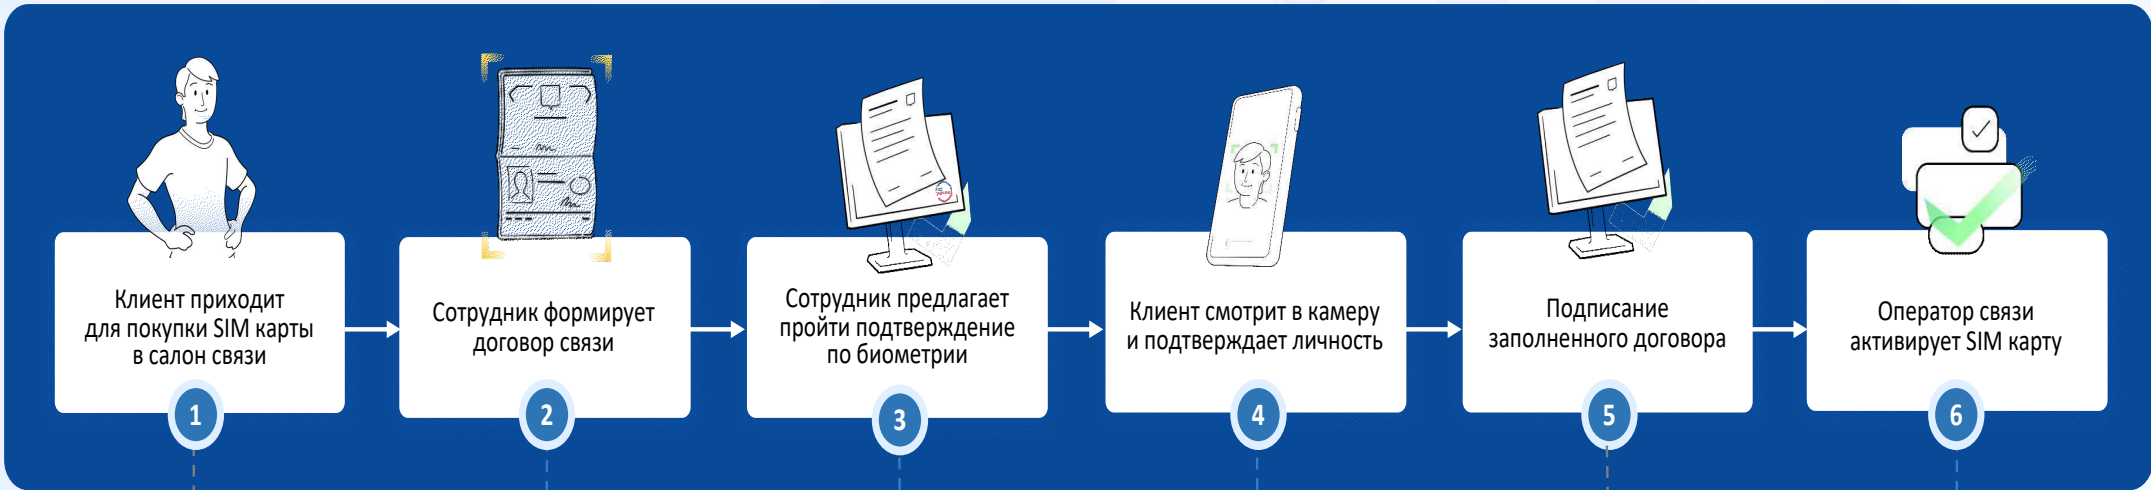 Клиент приходит
для покупки SIM карты
в салон связи
1
Сотрудник формирует
договор связи
2
Сотрудник предлагает
пройти подтверждение
по биометрии
3
Клиент смотрит в камеру
и подтверждает личность
4
Подписание
заполненного договора
5
Оператор связи
активирует SIM карту
6